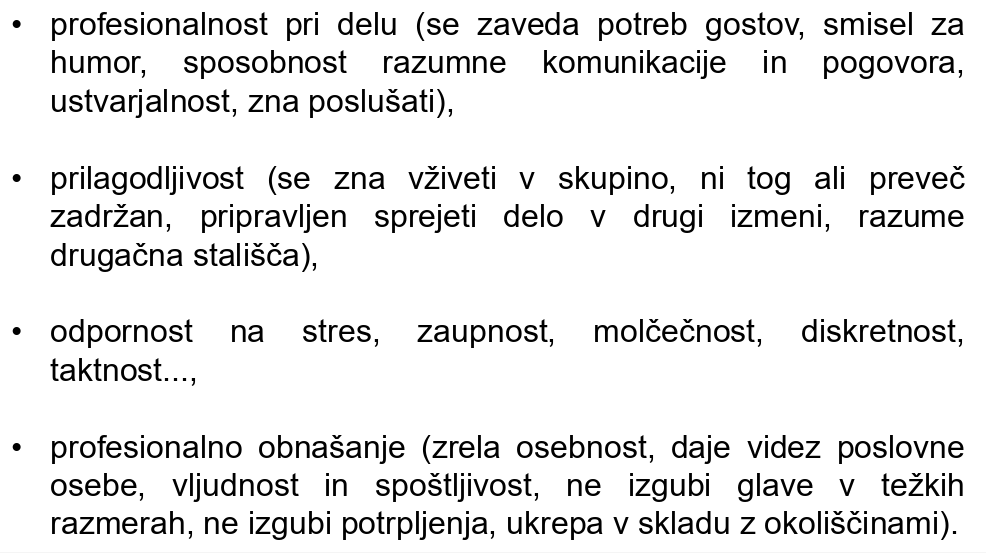 • profesionalnost pri delu (se zaveda potreb gostov, smisel za
humor, sposobnost razumne komunikacije in pogovora,
ustvarjalnost, zna poslušati),
• prilagodljivost (se zna vživeti v skupino, ni tog ali preveč
zadržan, pripravljen sprejeti delo v drugi izmeni, razume
drugačna stališča),
• odpornost na stres, zaupnost, molčečnost, diskretnost,
taktnost...,
• profesionalno obnašanje (zrela osebnost, daje videz poslovne
osebe, vljudnost in spoštljivost, ne izgubi glave v težkih
razmerah, ne izgubi potrpljenja, ukrepa v skladu z okoliščinami).